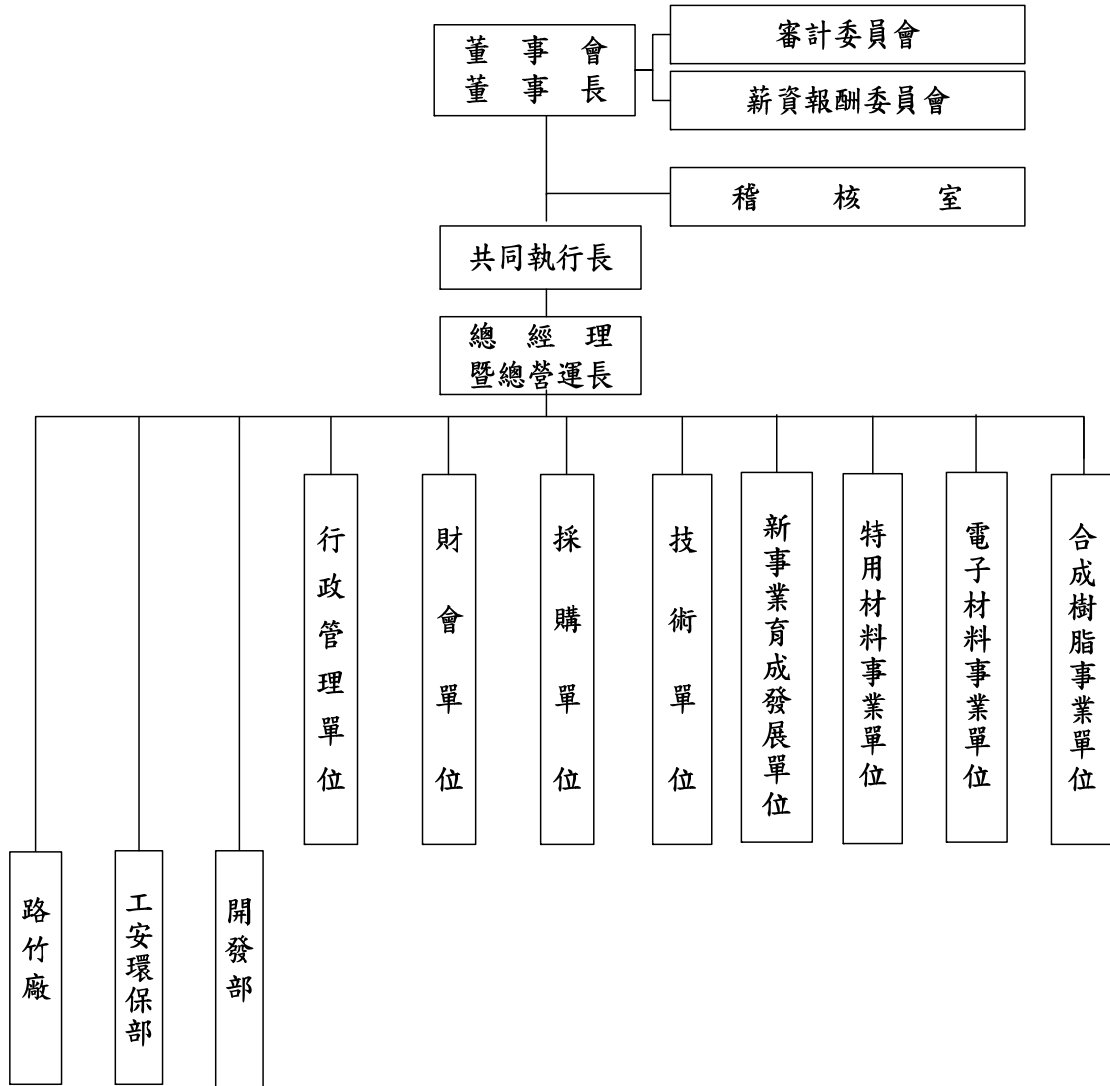 董事會
董事長
審計委員會
薪資報酬委員會
稽核室
共同執行長
總經理
暨總營運長
行政管理單位
財會單位
採購單位
技術單位
新事業育成發展單位
特用材料事業單位
電子材料事業單位
合成樹脂事業單位
路竹廠
工安環保部
開發部